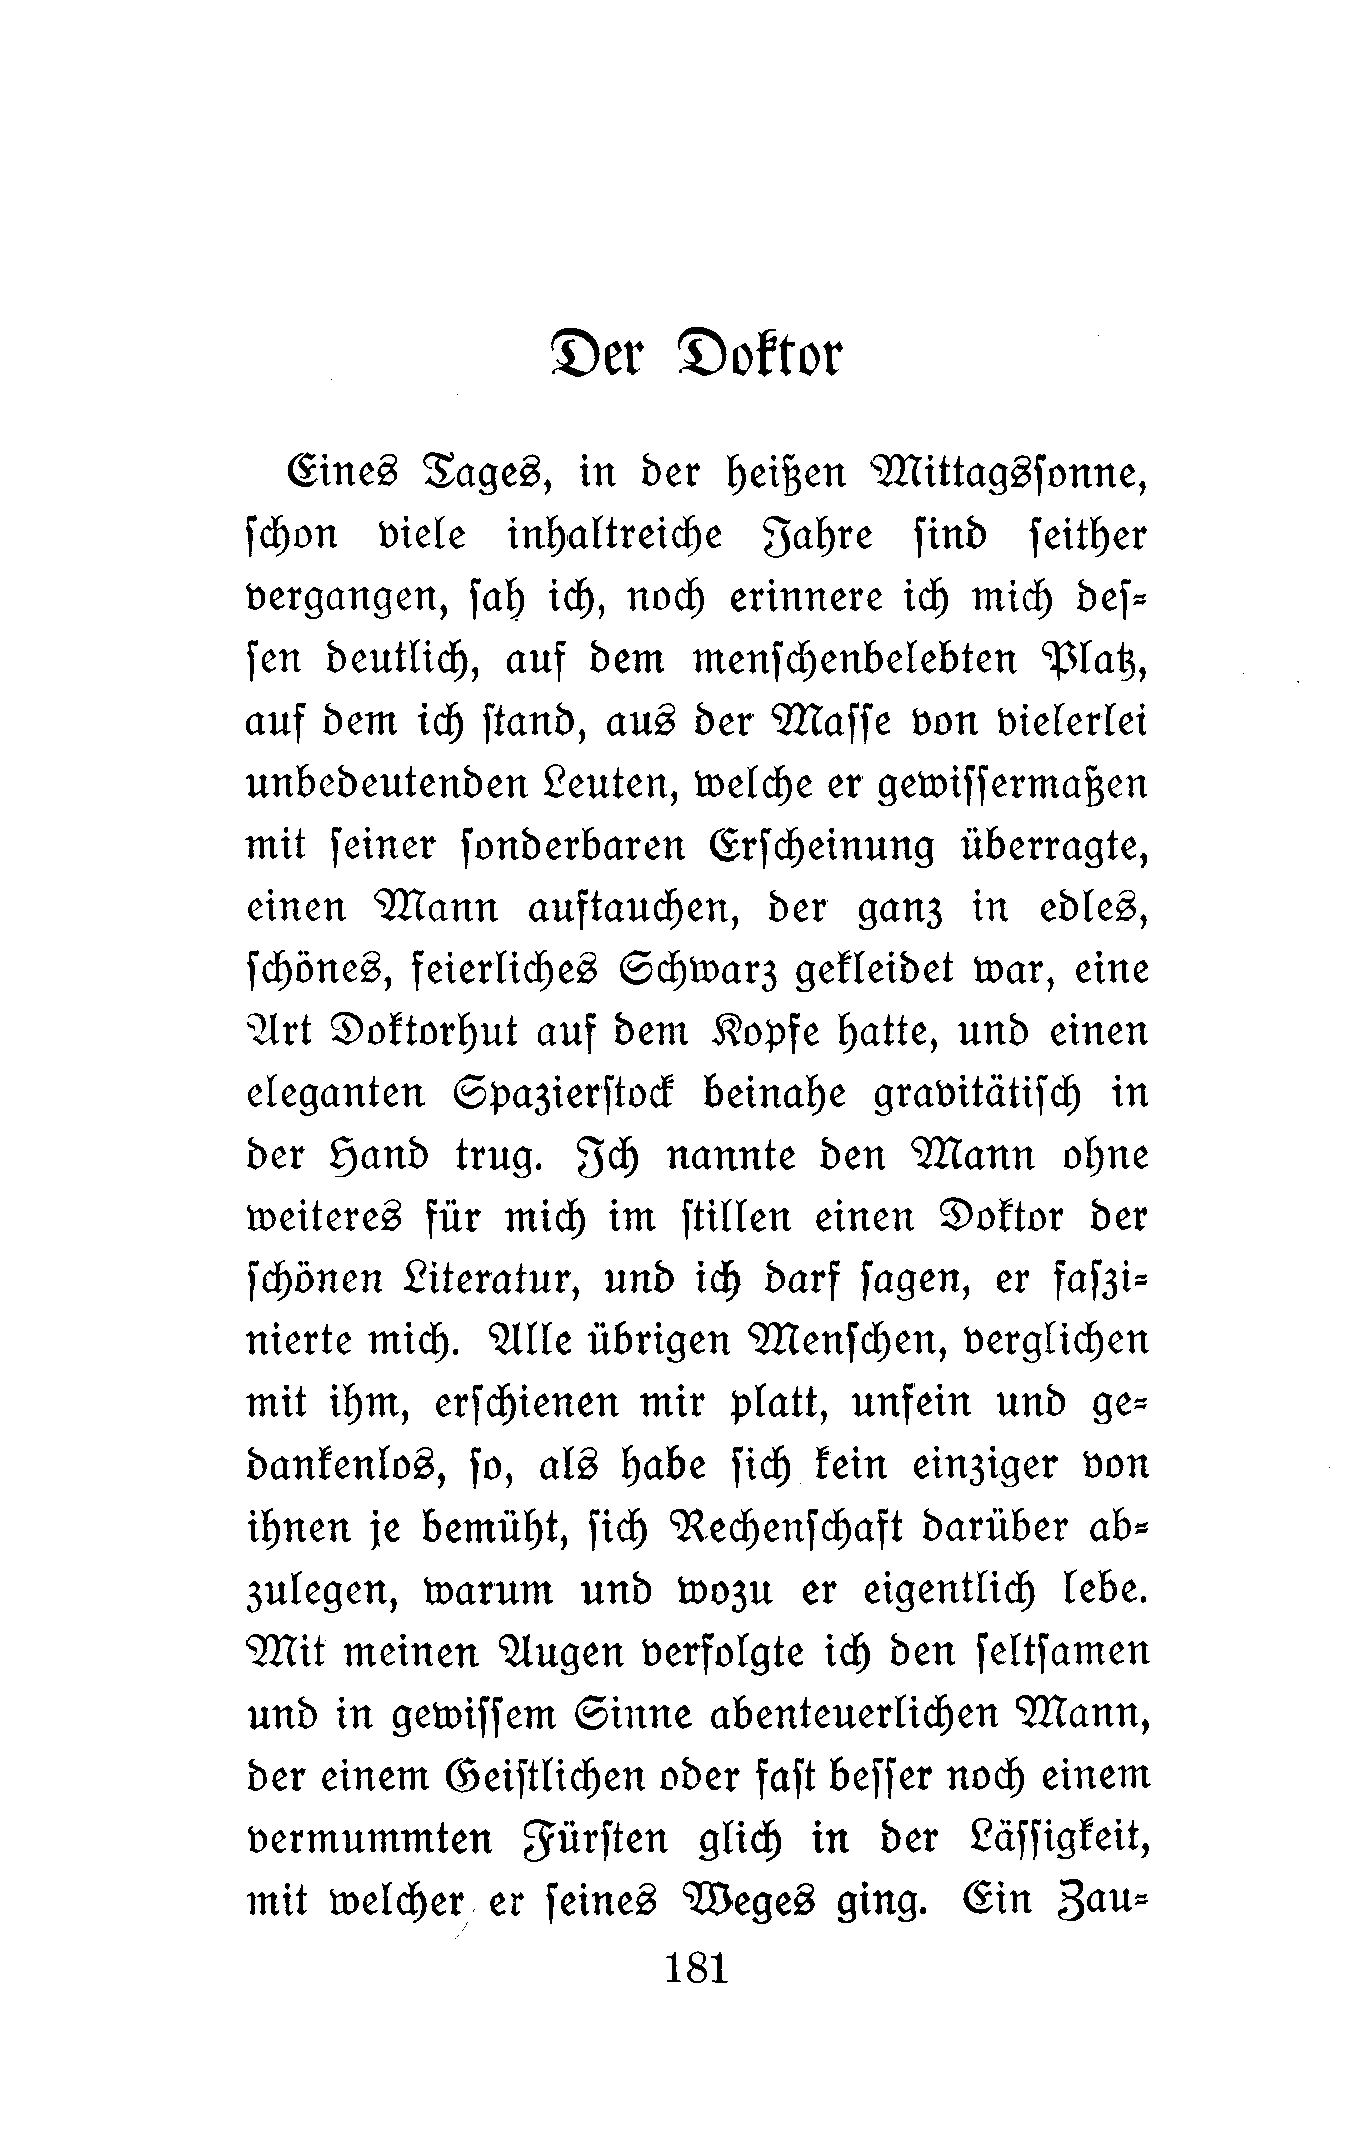 Der Doktor
Eines Tages, in der heißen Mittagsſonne,
ſchon viele inhaltreiche Jahre ſind ſeither
vergangen, ſah ich, noch erinnere ich mich deſ-
ſen deutlich, auf dem menſchenbelebten Platz,
auf dem ich ſtand, aus der Maſſe von vielerlei
unbedeutenden Leuten, welche er gewiſſermaßen
mit ſeiner ſonderbaren Erſcheinung überragte,
einen Mann auftauchen, der ganz in edles,
ſchönes, feierliches Schwarz gekleidet war, eine
Art Doktorhut auf dem Kopfe hatte, und einen
eleganten Spazierſtock beinahe gravitätiſch in
der Hand trug. Ich nannte den Mann ohne
weiteres für mich im ſtillen einen Doktor der
ſchönen Literatur, und ich darf ſagen, er faſzi-
nierte mich. Alle übrigen Menſchen, verglichen
mit ihm, erſchienen mir platt, unfein und ge-
dankenlos, ſo, als habe ſich kein einziger von
ihnen je bemüht, ſich Rechenſchaft darüber ab-
zulegen, warum und wozu er eigentlich lebe.
Mit meinen Augen verfolgte ich den ſeltſamen
und in gewiſſem Sinne abenteuerlichen Mann,
der einem Geiſtlichen oder faſt beſſer noch einem
vermummten Fürſten glich in der Läſſigkeit,
mit welcher er ſeines Weges ging. Ein Zau-
181